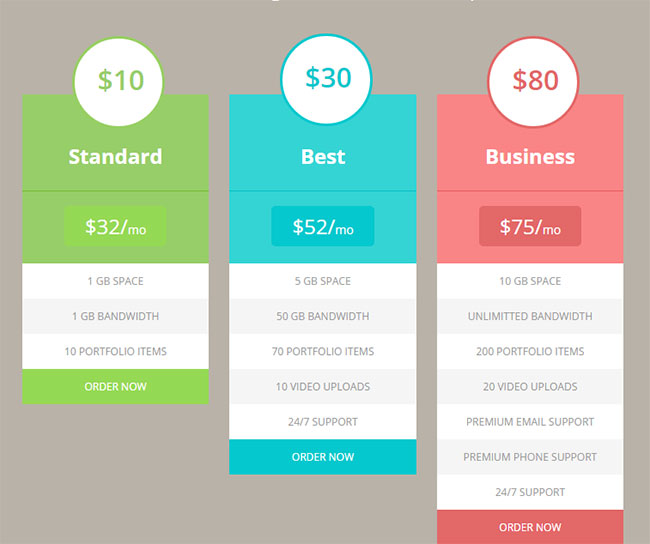 $10
Standard
$32/mo
1 GB SPACE
1 GB BANDWIDTH
10 PORTFOLIO ITEMS
ORDER NOW
$30
Best
$52/mo
5 GB SPACE
50 GB BANDWIDTH
70 PORTFOLIO ITEMS
10 VIDEO UPLOADS
24/7 SUPPORT
ORDER NOW
$80
Business
$75/mo
10 GB SPACE
UNLIMITTED BANDWIDTH
200 PORTFOLIO ITEMS
20 VIDEO UPLOADS
PREMIUM EMAIL SUPPORT
PREMIUM PHONE SUPPORT
24/7 SUPPORT
ORDER NOW